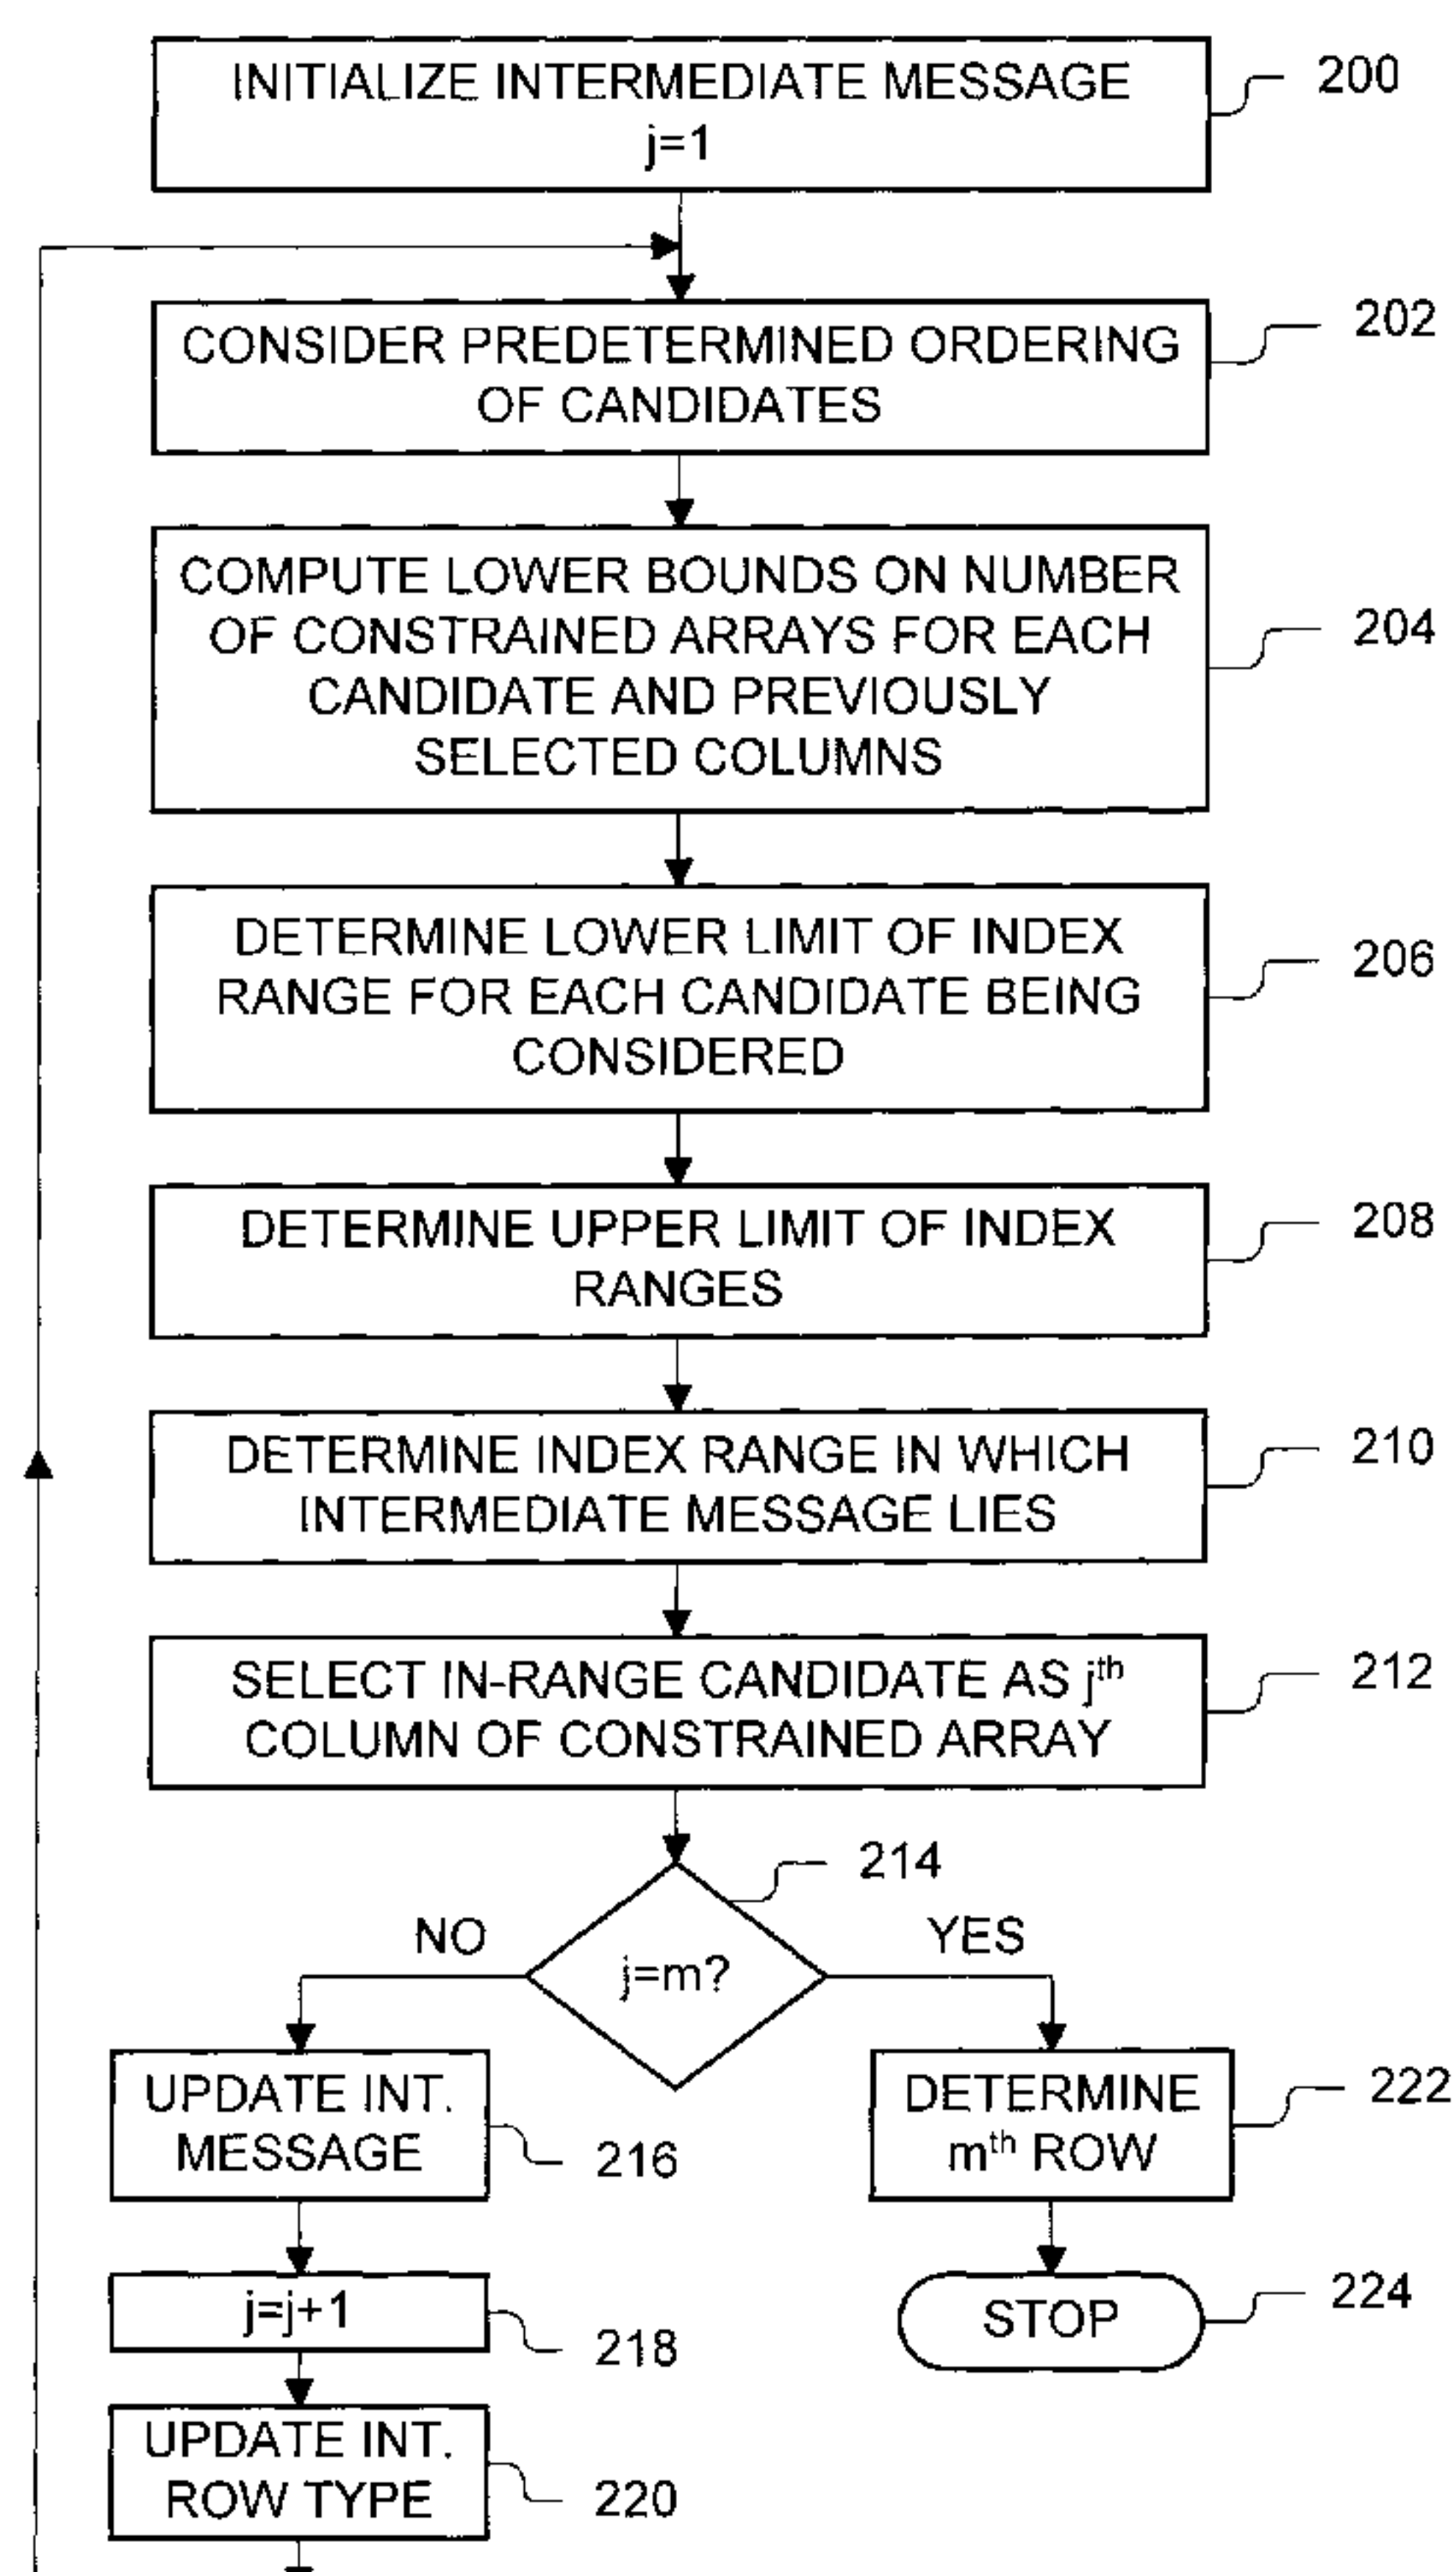 INITIALIZE INTERMEDIATE MESSAGE
j=1
200
CONSIDER PREDETERMINED ORDERING
OF CANDIDATES
202
COMPUTE LOWER BOUNDS ON NUMBER
OF CONSTRAINED ARRAYS FOR EACH
CANDIDATE AND PREVIOUSLY
SELECTED COLUMNS
204
DETERMINE LOWER LIMIT OF INDEX
RANGE FOR EACH CANDIDATE BEING
CONSIDERED
206
DETERMINE UPPER LIMIT OF INDEX
RANGES
208
DETERMINE INDEX RANGE IN WHICH
INTERMEDIATE MESSAGE LIES
210
SELECT IN-RANGE CANDIDATE AS jth
COLUMN OF CONSTRAINED ARRAY
212
214
NO
j=m?
YES
UPDATE INT.
MESSAGE
216
DETERMINE
mth ROW
222
j=j+1
218
STOP
224
UPDATE INT.
ROW TYPE
220